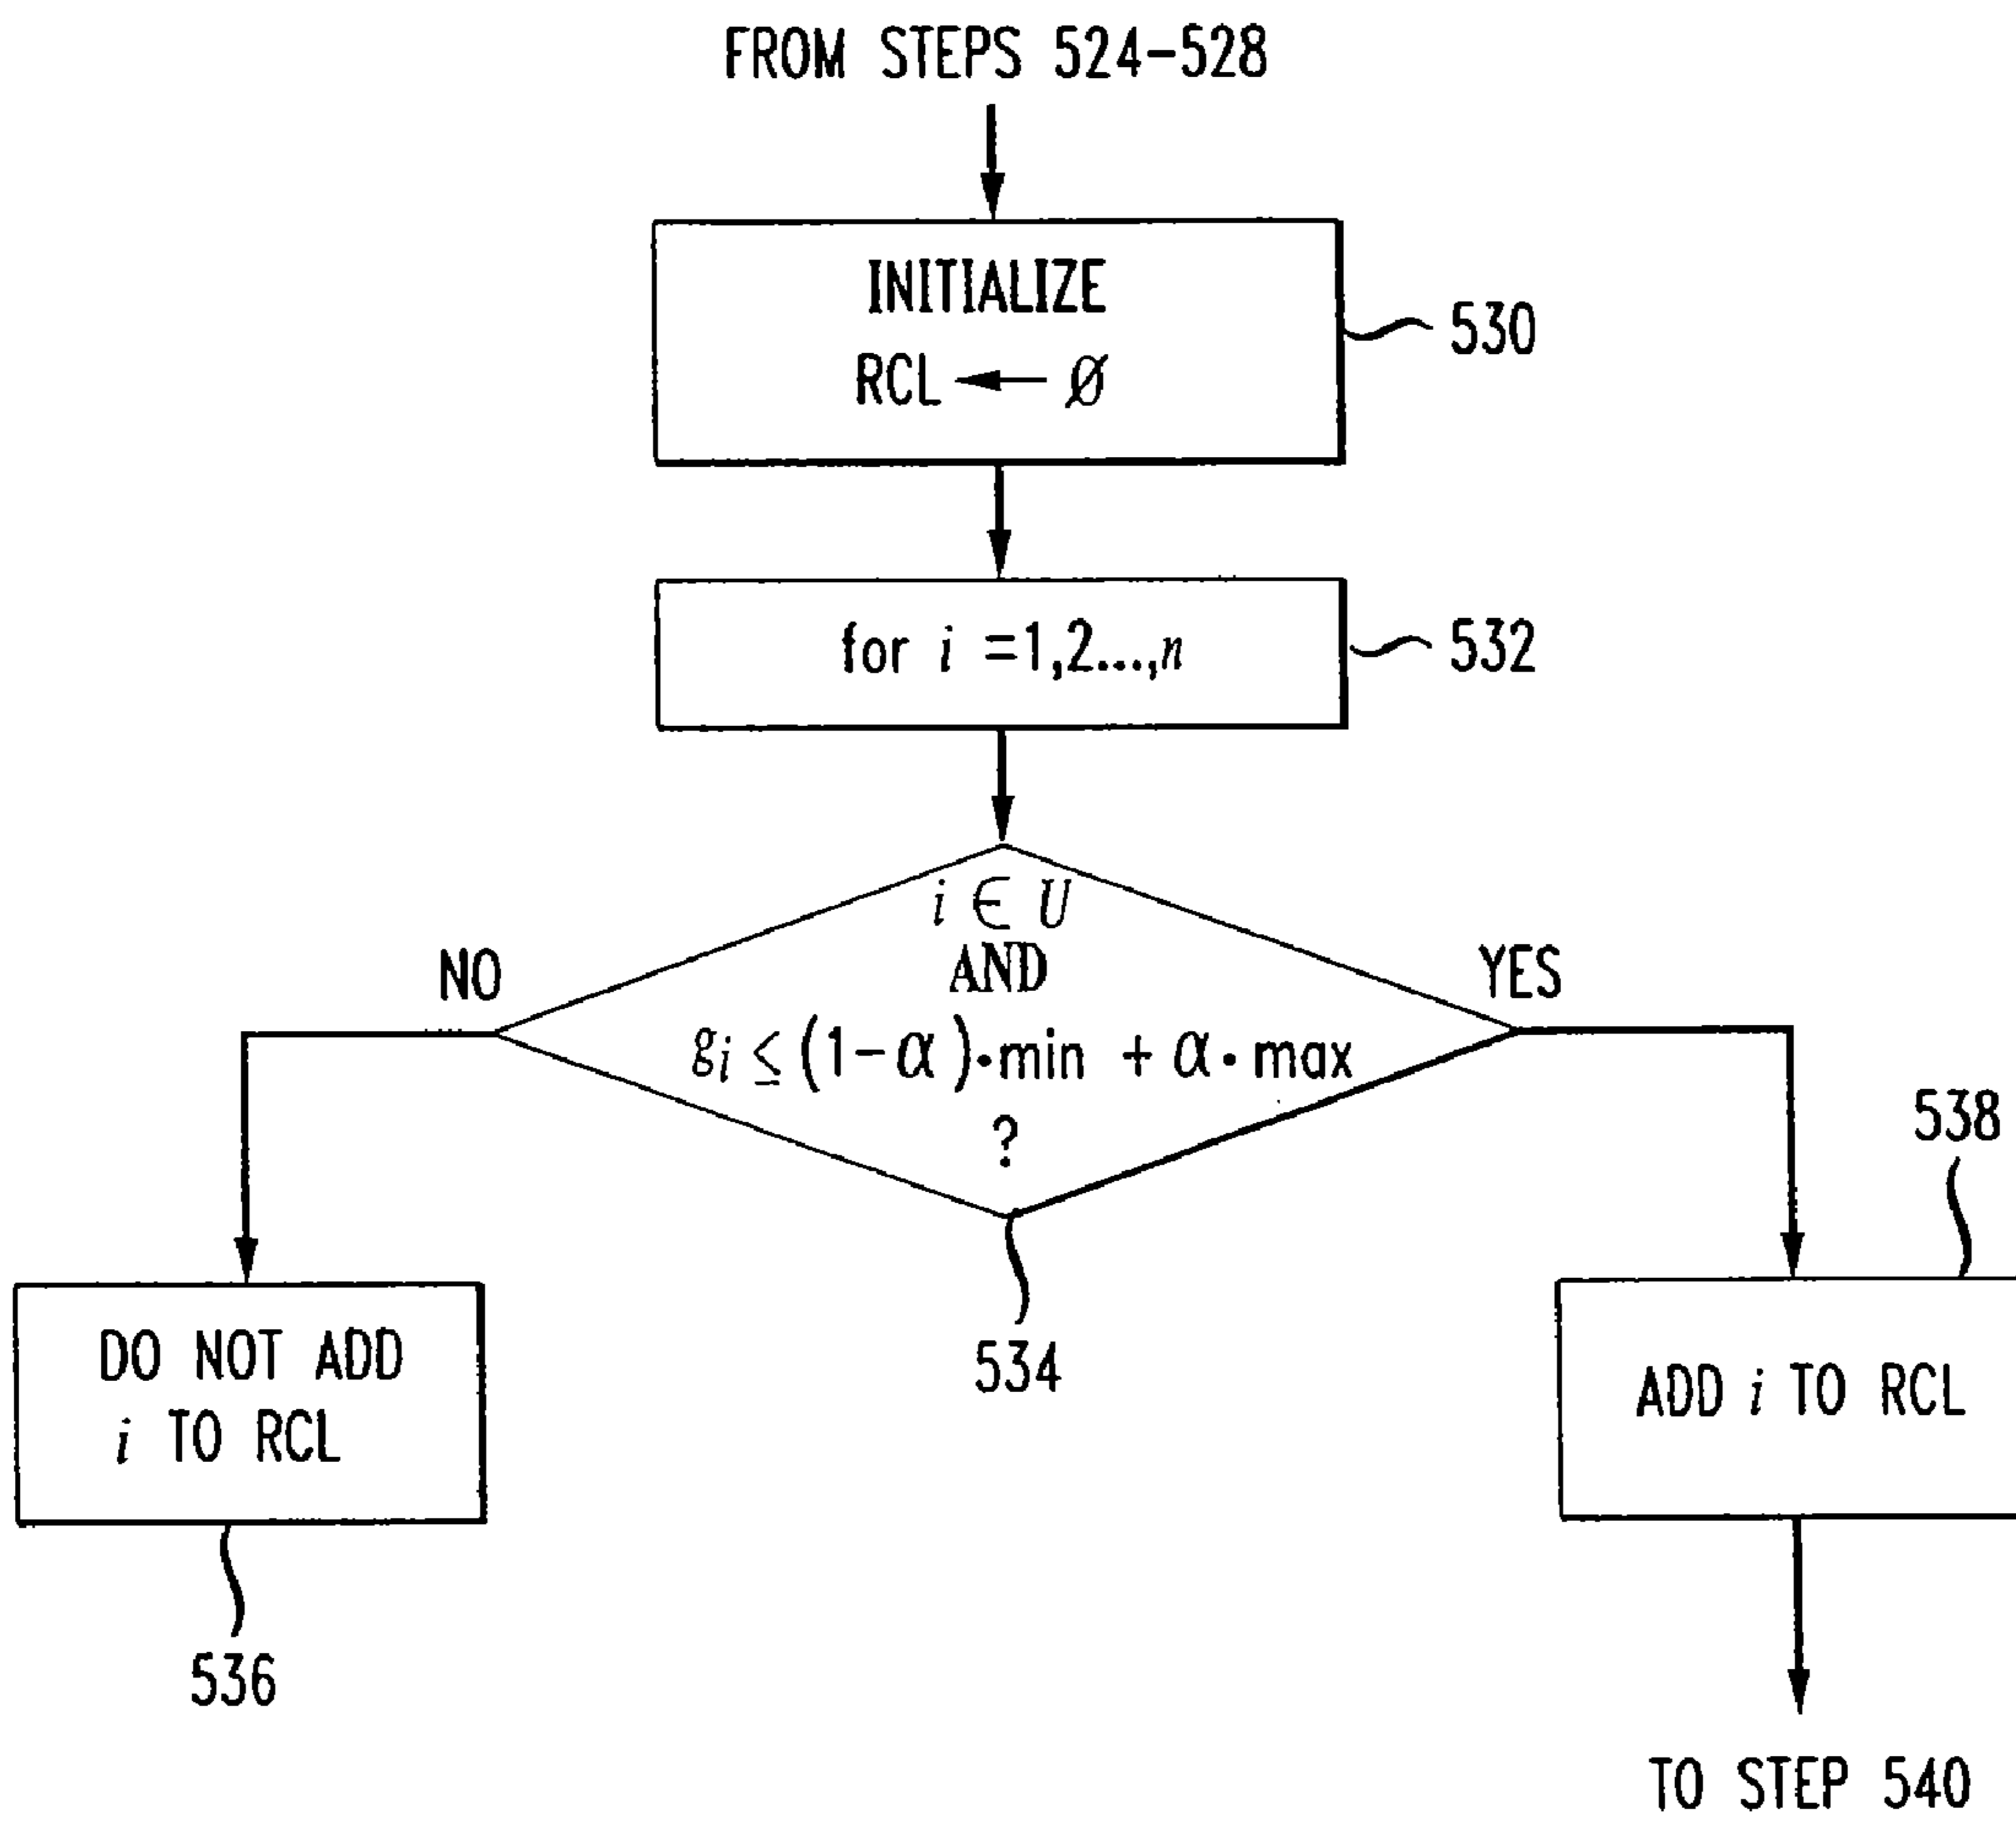 FROM STEPS 524-528
INITIALIZE
RCL ← Ø
530
for i =1,2...,n
532
i ∈ U
AND
NO
YES
g_i ≤ (1-α)·min + α·max
?
538
534
DO NOT ADD
i TO RCL
ADD i TO RCL
536
TO STEP 540